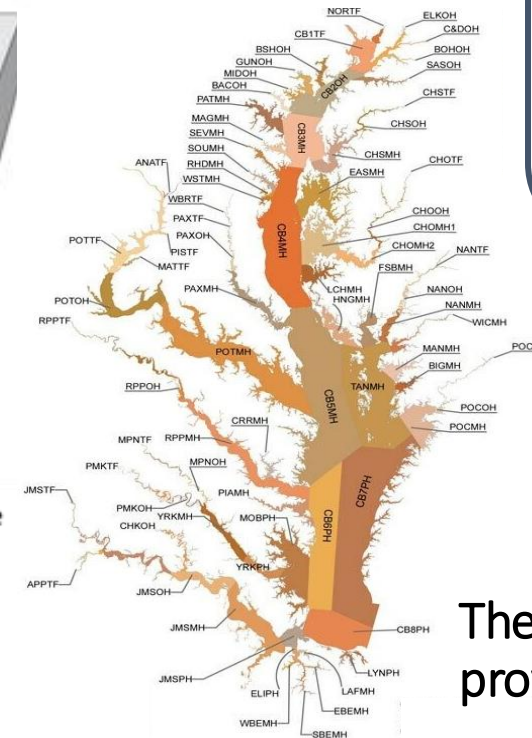 NORTF
ELKOH
CB1TF
C&DOH
BSHOH
BOHOH
GUNOH
SASOH
MIDOH
CB2OH
BACOH
CHSTF
PATMH
MAGMH
CHSOH
CB3MH
SEVMH
SOUMH
CHSMH
ANATF
RHDMH
CHOTF
EASMH
WSTMH
WBRTF
CHOOH
PAXTF
CB4MH
CHOMH1
POTTF
PAXOH
CHOMH2
PISTF
NANTF
MATTF
FSBMH
LCHMH
NANOH
PAXMH
HNGMH
POTOH
NANMH
RPPTF
WICMH
POC
POTMH
MANMH
BIGMH
TANMH
RPPOH
CB5MH
POCOH
CRRMH
POCMH
MPNTF
RPPMH
PMKTF
MPNOH
CB7PH
JMSTF
PIAMH
PMKOH
CB6PH
YRKMH
MOBPH
CHKOH
YRKPH
APPTF
JMSOH
JMSMH
CB8PH
The
JMSPH
LYNPH
pro
ELIPH
LAFMH
WBEMH
EBEMH
SBEMH